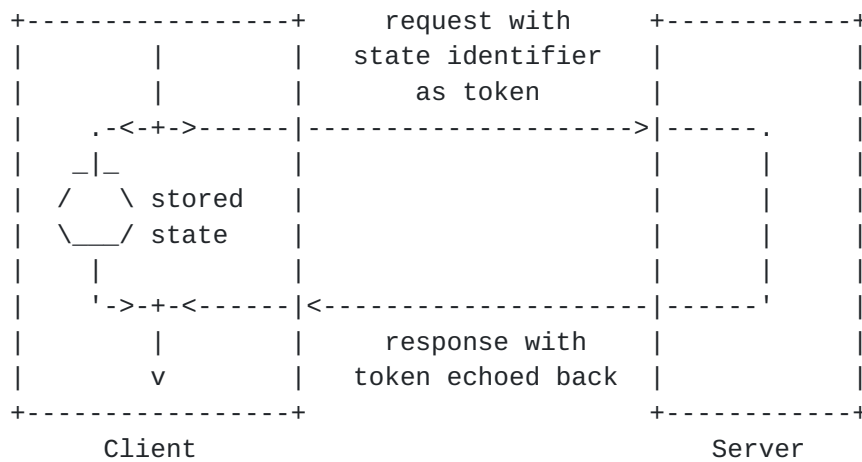 request with
state identifier
as token
stored
state
response with
token echoed back
Client Server